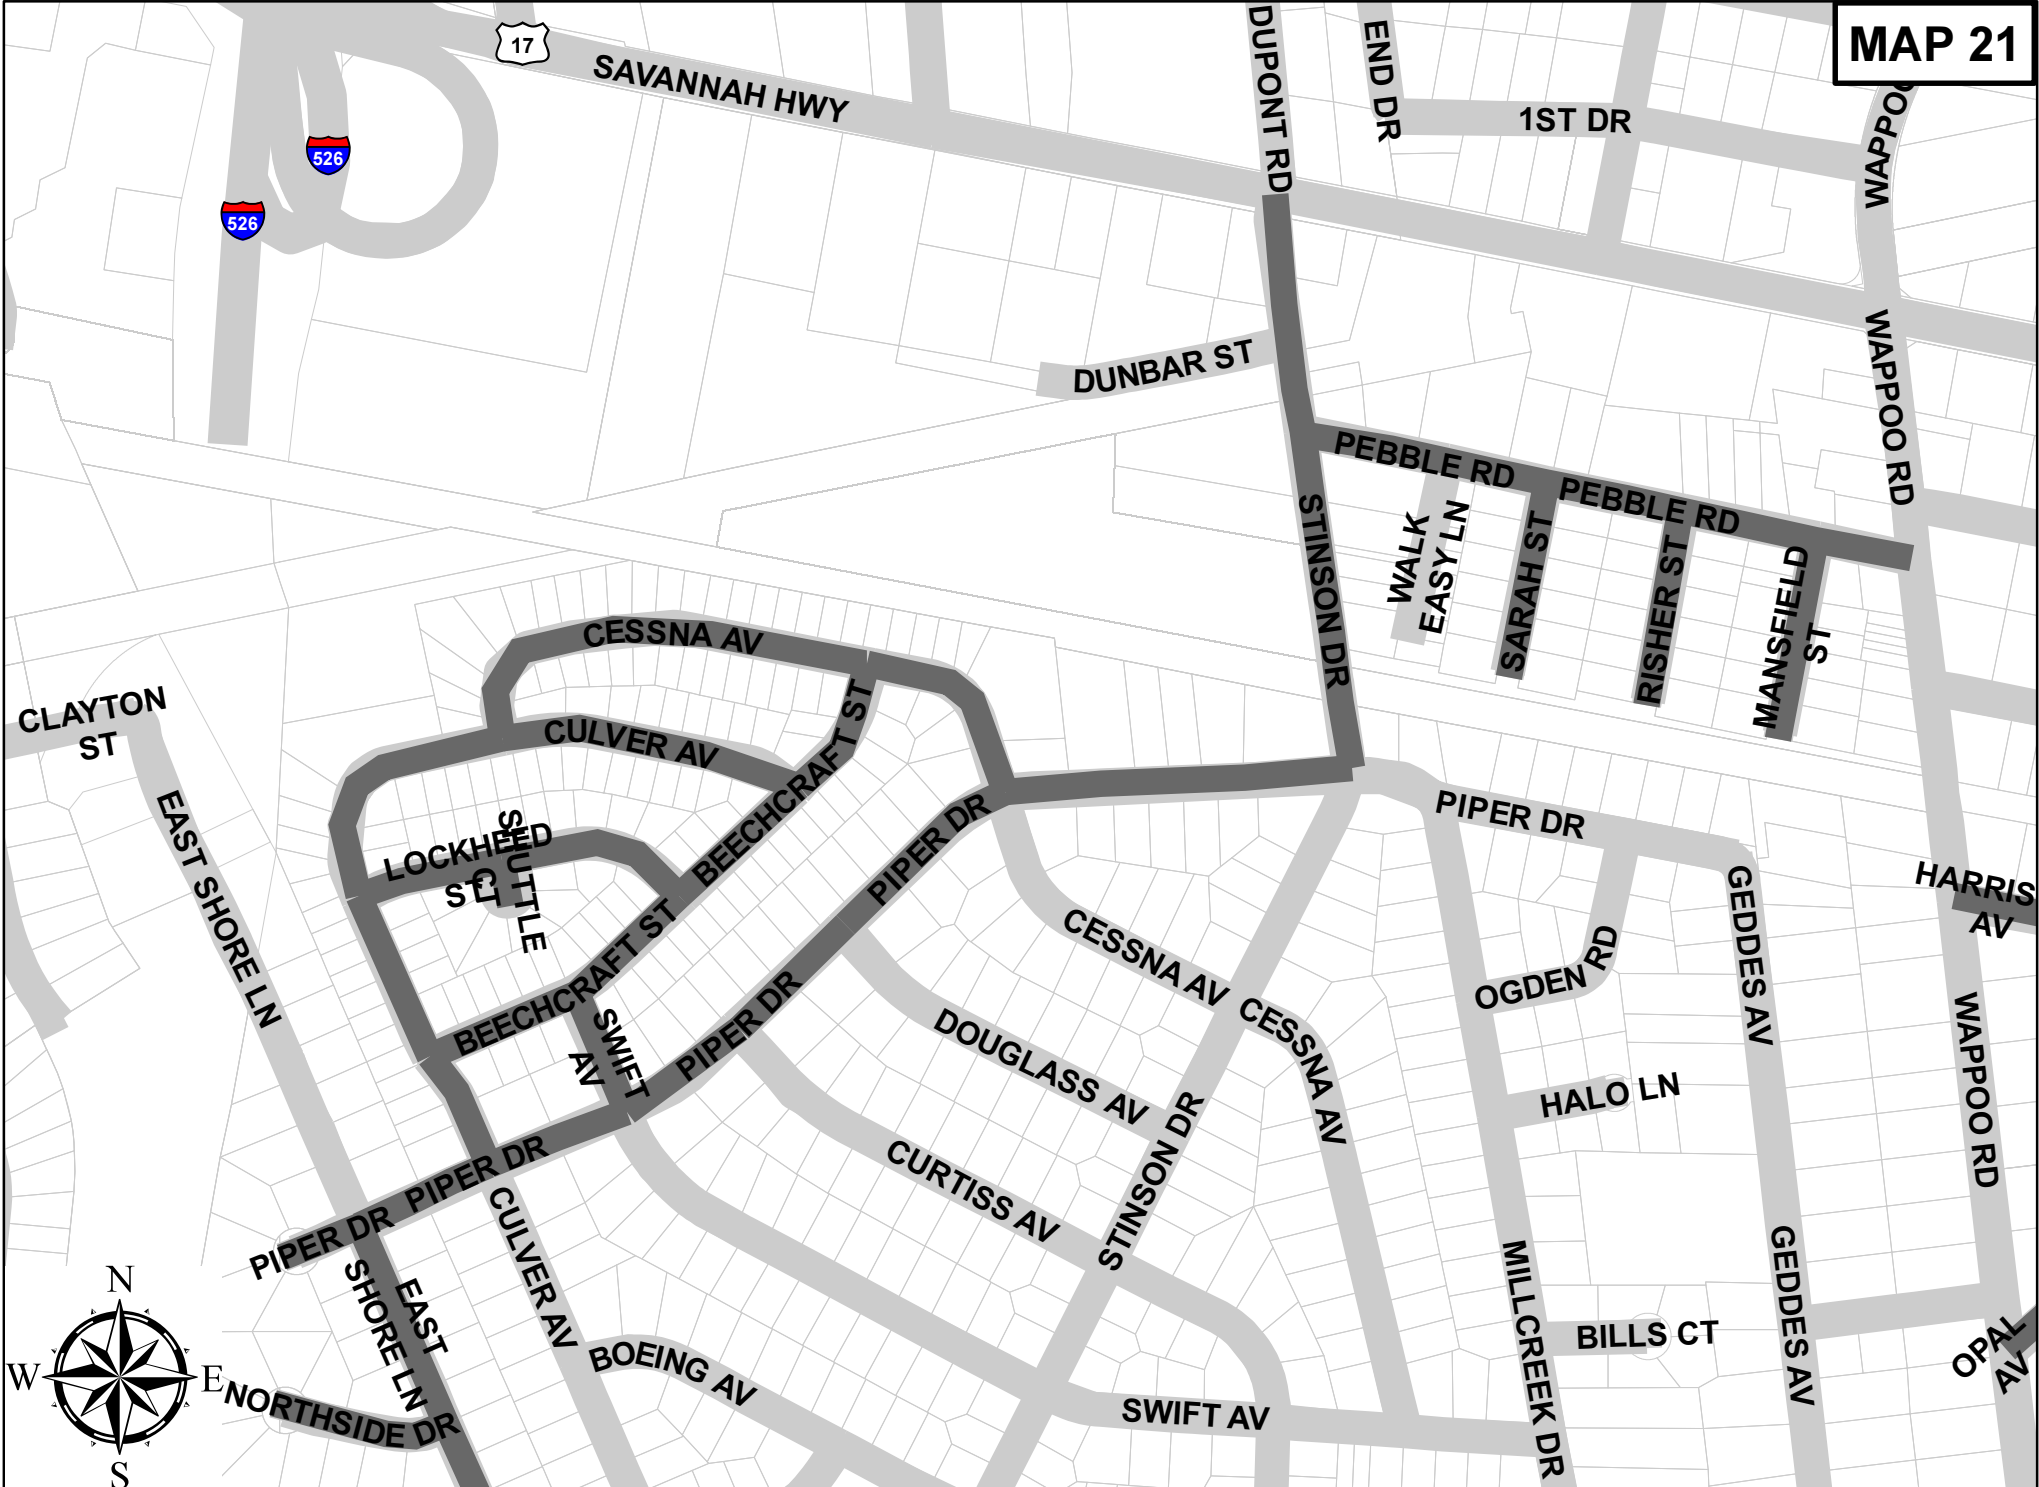 MAP 21
17
SAVANNAH HWY
DUPONT RD
END DR
1ST DR
526
526
DUNBAR ST
WAPPOO RD
PEBBLE RD
PEBBLE RD
STINSON DR
WALK
EASY LN
SARAH ST
RISHER ST
MANSFIELD
ST
CESSNA AV
CULVER AV
BEECHCRAFT ST
CLAYTON
ST
EAST SHORE LN
LOCKHEED
ST
SHUTTLE
CT
BEECHCRAFT ST
SWIFT
AV
PIPER DR
PIPER DR
PIPER DR
GEDDES AV
HARRIS
AV
CESSNA AV
CESSNA AV
OGDEN RD
DOUGLASS AV
HALO LN
WAPPOO RD
CURTISS AV
STINSON DR
PIPER DR
PIPER DR
CULVER AV
EAST
SHORE LN
MILLCREEK DR
GEDDES AV
BILLS CT
OPAL
AV
BOEING AV
SWIFT AV
NORTHSIDE DR
N
W
E
S